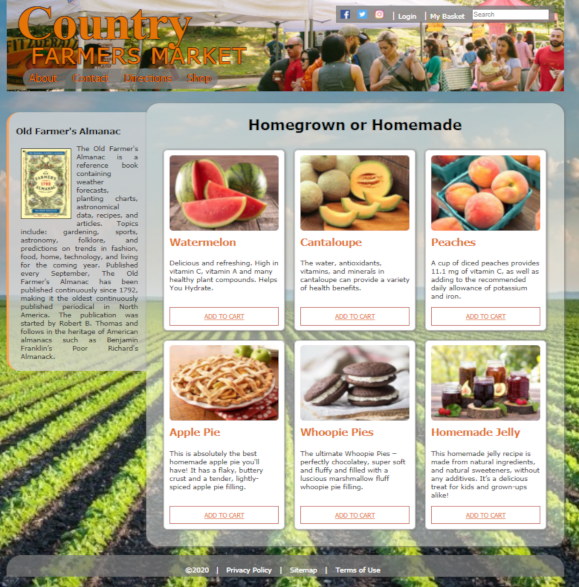 Country
FARMERS MARKET
| Login | My Basket Search
About Contact Directions Shop
Old Farmer's Almanac
The Old Farmer's
Almanac is a
reference book
containing
weather
forecasts,
planting charts,
astronomical
data, recipes, and
articles. Topics
include: gardening, sports,
astronomy, folklore, and
predictions on trends in fashion,
food, home, technology, and living
for the coming year. Published
every September, The Old
Farmer's Almanac has been
published continuously since 1792,
making it the oldest continuously
published periodical in North
America. The publication was
started by Robert B. Thomas and
follows in the heritage of American
almanacs such as Benjamin
Franklin's Poor Richard's
Almanack.
Homegrown or Homemade
Watermelon
Delicious and refreshing. High in
vitamin C, vitamin A and many
healthy plant compounds. Helps
You Hydrate.
ADD TO CART
Cantaloupe
The water, antioxidants,
vitamins, and minerals in
cantaloupe can provide a variety
of health benefits.
ADD TO CART
Peaches
A cup of diced peaches provides
11.1 mg of vitamin C, as well as
adding to the recommended
daily allowance of potassium
and iron.
ADD TO CART
Apple Pie
This is absolutely the best
homemade apple pie you'll
have! It has a flaky, buttery
crust and a tender, lightly-
spiced apple pie filling.
ADD TO CART
Whoopie Pies
The ultimate Whoopie Pies –
perfectly chocolatey, super soft
and fluffy and filled with a
luscious marshmallow fluff
whoopie pie filling.
ADD TO CART
Homemade Jelly
This homemade jelly recipe is
made from natural ingredients,
and natural sweeteners, without
any additives. It's a delicious
treat for kids and grown-ups
alike!
ADD TO CART
©2020 | Privacy Policy | Sitemap | Terms of Use